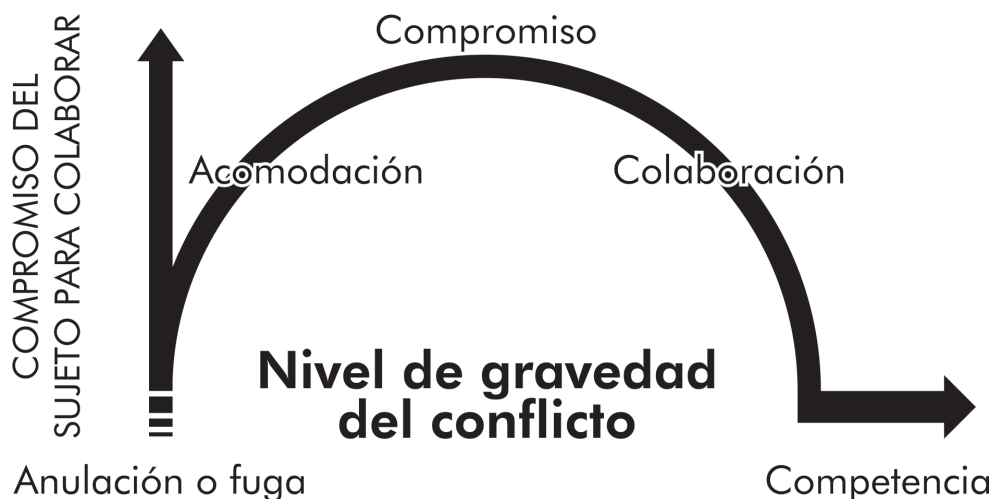 COMPROMISO DEL
SUJETO PARA COLABORAR
Compromiso
Acomodación
Colaboración
Nivel de gravedad
del conflicto
Anulación o fuga
Competencia